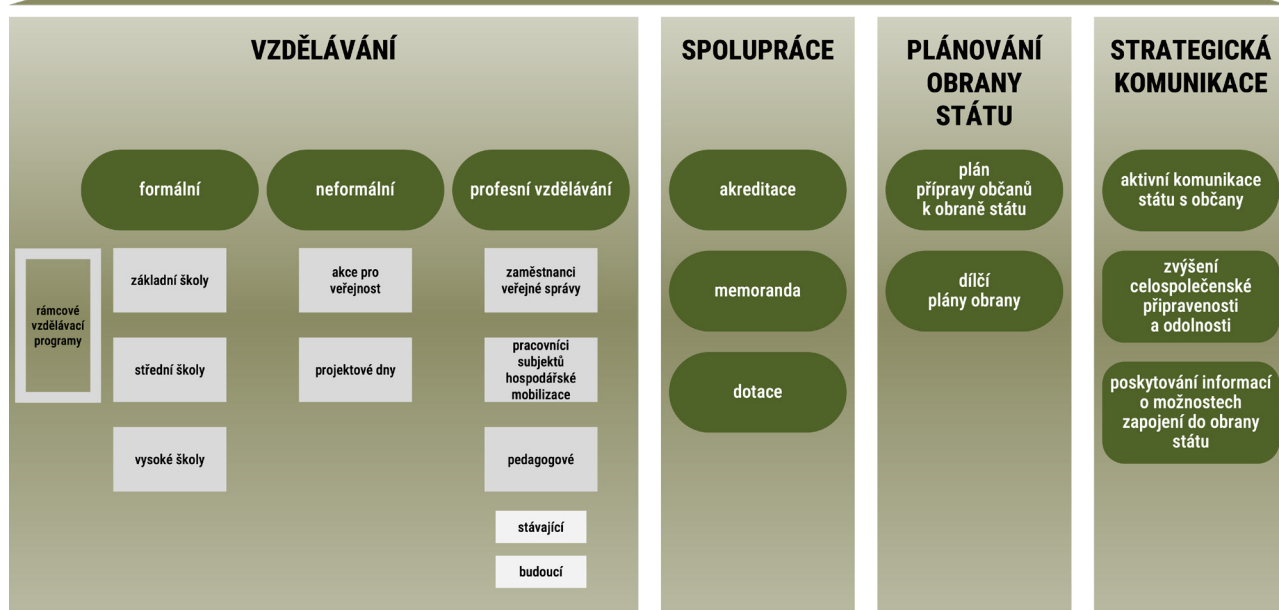 VZDĚLÁVÁNÍ
formální
neformální
profesní vzdělávání
rámcové
vzdělávací
programy
základní školy
střední školy
vysoké školy
akce pro
veřejnost
projektové dny
zaměstnanci
veřejné správy
pracovníci
subjektů
hospodářské
mobilizace
pedagogové
stávající
budoucí
SPOLUPRÁCE
akreditace
memoranda
dotace
PLÁNOVÁNÍ
OBRANY
STÁTU
plán
přípravy občanů
k obraně státu
dílčí
plány obrany
STRATEGICKÁ
KOMUNIKACE
aktivní komunikace
státu s občany
zvýšení
celospolečenské
připravenosti
a odolnosti
poskytování informací
o možnostech
zapojení do obrany
státu